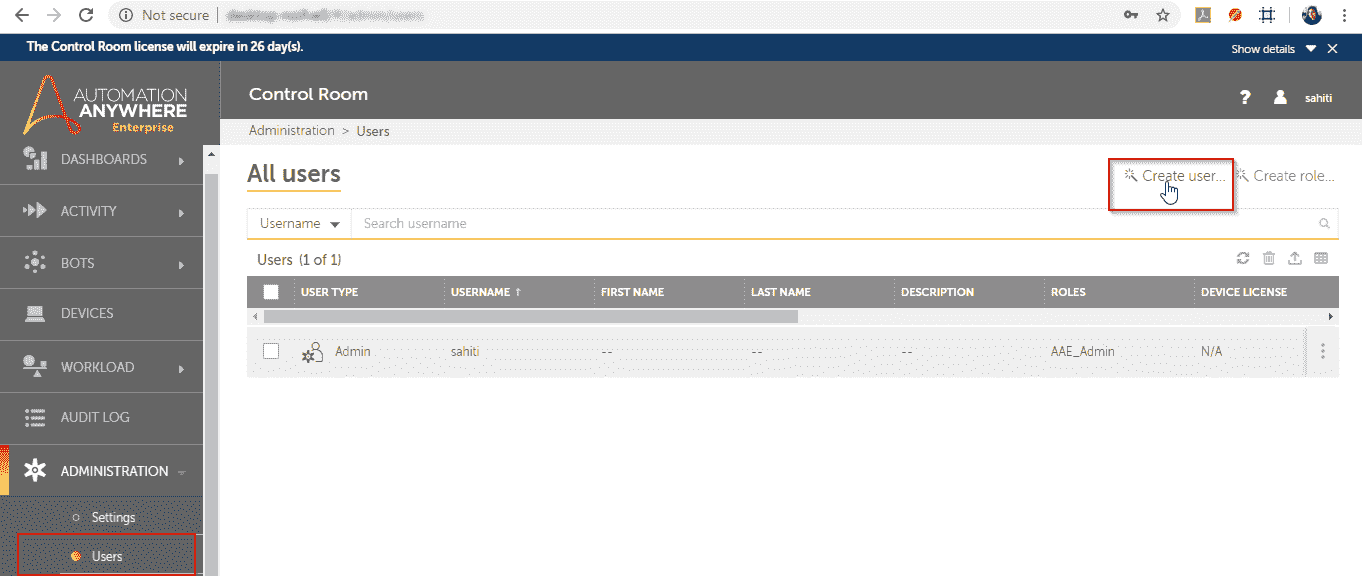 Not secure
The Control Room license will expire in 26 day(s).
Show details
AUTOMATION
ANYWHERE
Enterprise
Control Room
? sahiti
Administration > Users
DASHBOARDS
ACTIVITY
BOTS
DEVICES
WORKLOAD
AUDIT LOG
ADMINISTRATION
Settings
Users
All users
Create user... Create role...
Username Search username
Users (1 of 1)
USER TYPE USERNAME ↑ FIRST NAME LAST NAME DESCRIPTION ROLES DEVICE LICENSE
Admin sahiti -- -- -- AAE_Admin N/A